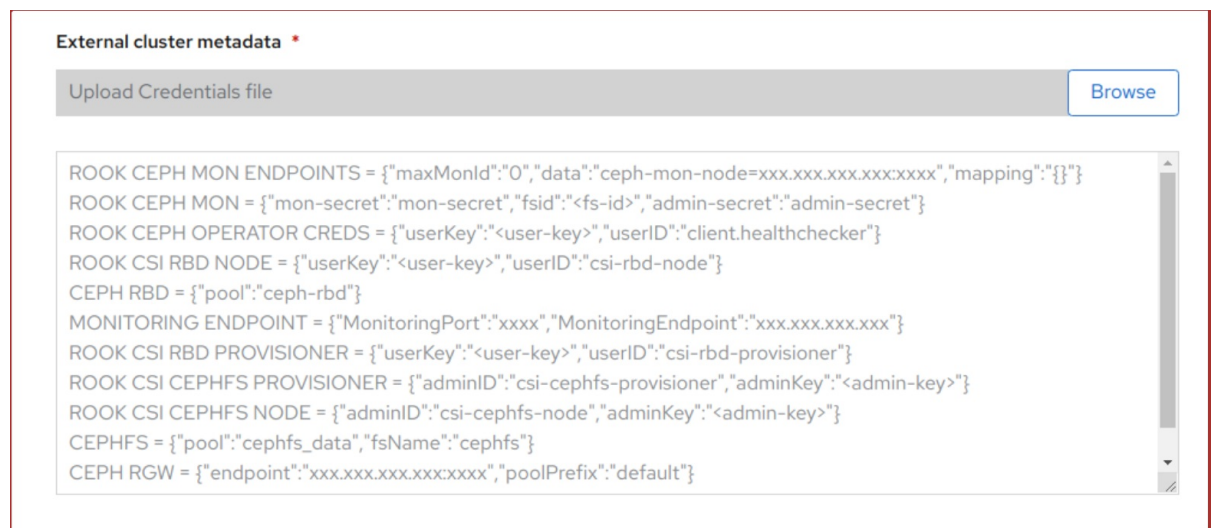 External cluster metadata *
Upload Credentials file
Browse
ROOK CEPH MON ENDPOINTS = {"maxMonId":"0","data":"ceph-mon-node=xxx.xxx.xxx.xxx:xxxx","mapping":"{}"}
ROOK CEPH MON = {"mon-secret":"mon-secret","fsid":"<fs-id>","admin-secret":"admin-secret"}
ROOK CEPH OPERATOR CREDS = {"userKey":"<user-key>","userID":"client.healthchecker"}
ROOK CSI RBD NODE = {"userKey":"<user-key>","userID":"csi-rbd-node"}
CEPH RBD = {"pool":"ceph-rbd"}
MONITORING ENDPOINT = {"MonitoringPort":"xxxx","MonitoringEndpoint":"xxx.xxx.xxx.xxx"}
ROOK CSI RBD PROVISIONER = {"userKey":"<user-key>","userID":"csi-rbd-provisioner"}
ROOK CSI CEPHFS PROVISIONER = {"adminID":"csi-cephfs-provisioner","adminKey":"<admin-key>"}
ROOK CSI CEPHFS NODE = {"adminID":"csi-cephfs-node","adminKey":"<admin-key>"}
CEPHFS = {"pool":"cephfs_data","fsName":"cephfs"}
CEPH RGW = {"endpoint":"xxx.xxx.xxx.xxx:xxxx","poolPrefix":"default"}